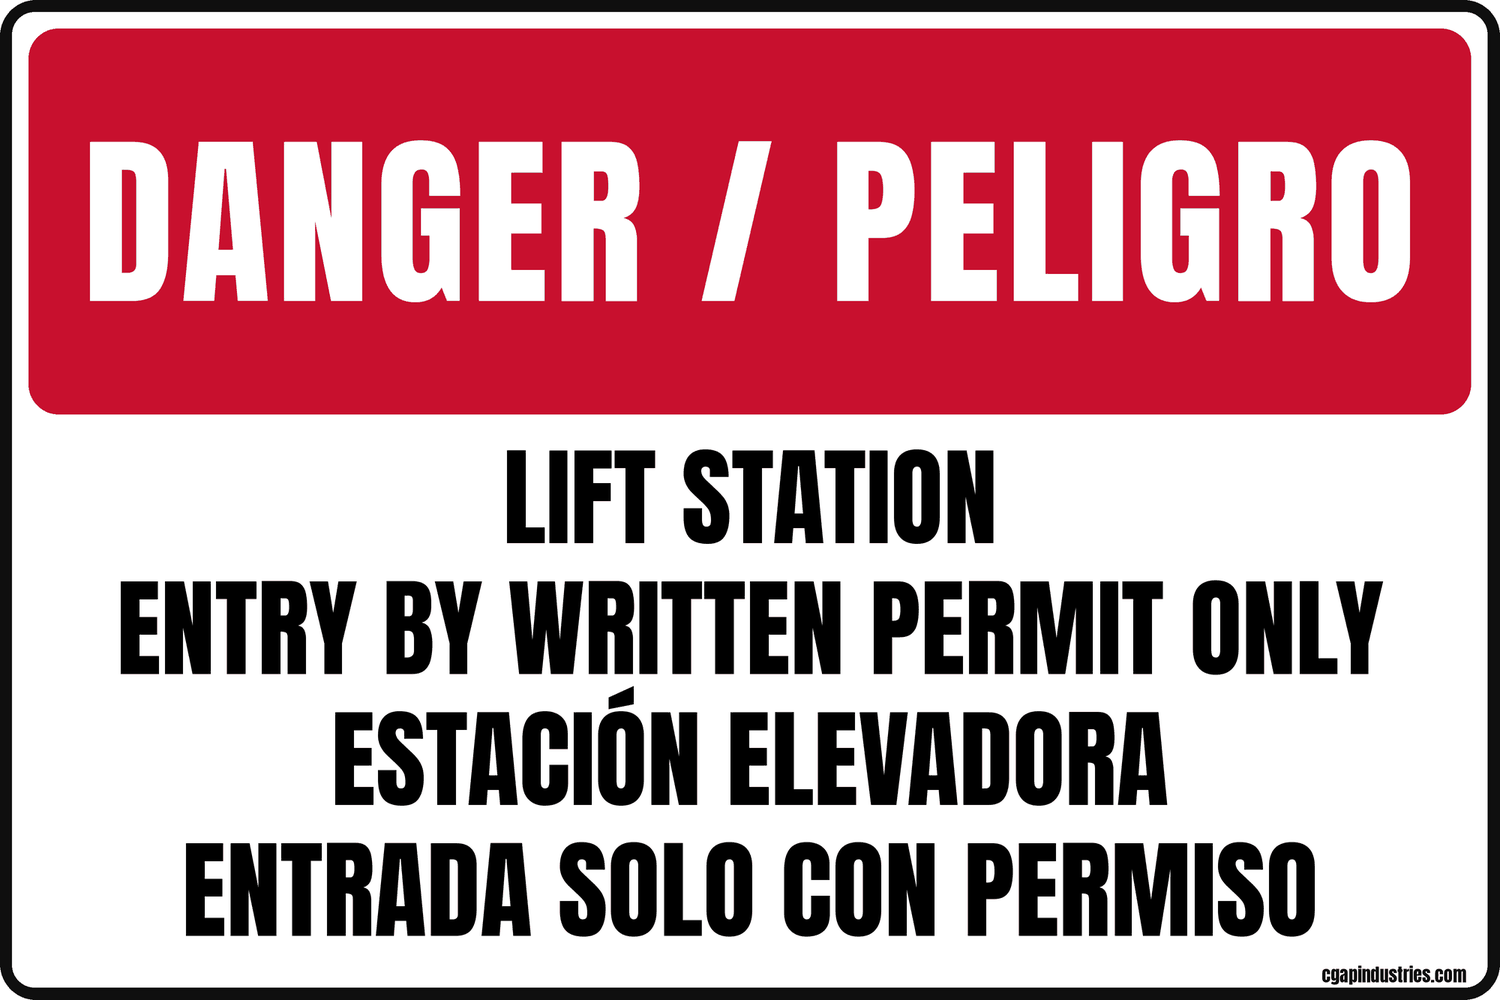 DANGER / PELIGRO
LIFT STATION
ENTRY BY WRITTEN PERMIT ONLY
ESTACIÓN ELEVADORA
ENTRADA SOLO CON PERMISO
cgapindustries.com